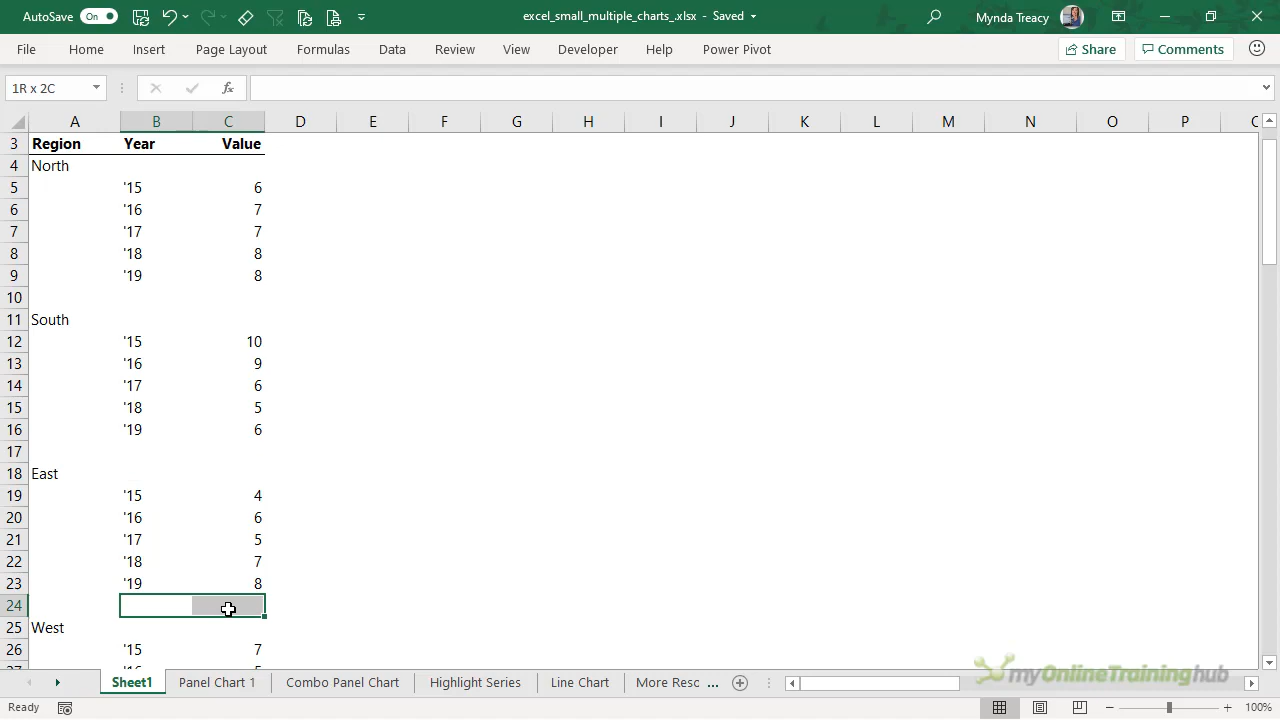 AutoSave On excel_small_multiple_charts_.xlsx - Saved Mynda Treacy
File Home Insert Page Layout Formulas Data Review View Developer Help Power Pivot Share Comments
1R x 2C fx
A B C D E F G H I J K L M N O P
3 Region Year Value
4 North
5 '15 6
6 '16 7
7 '17 7
8 '18 8
9 '19 8
10
11 South
12 '15 10
13 '16 9
14 '17 6
15 '18 5
16 '19 6
17
18 East
19 '15 4
20 '16 6
21 '17 5
22 '18 7
23 '19 8
24
25 West
26 '15 7
Sheet1 Panel Chart 1 Combo Panel Chart Highlight Series Line Chart More Resc ...
myOnlineTraininghub
Ready 100%